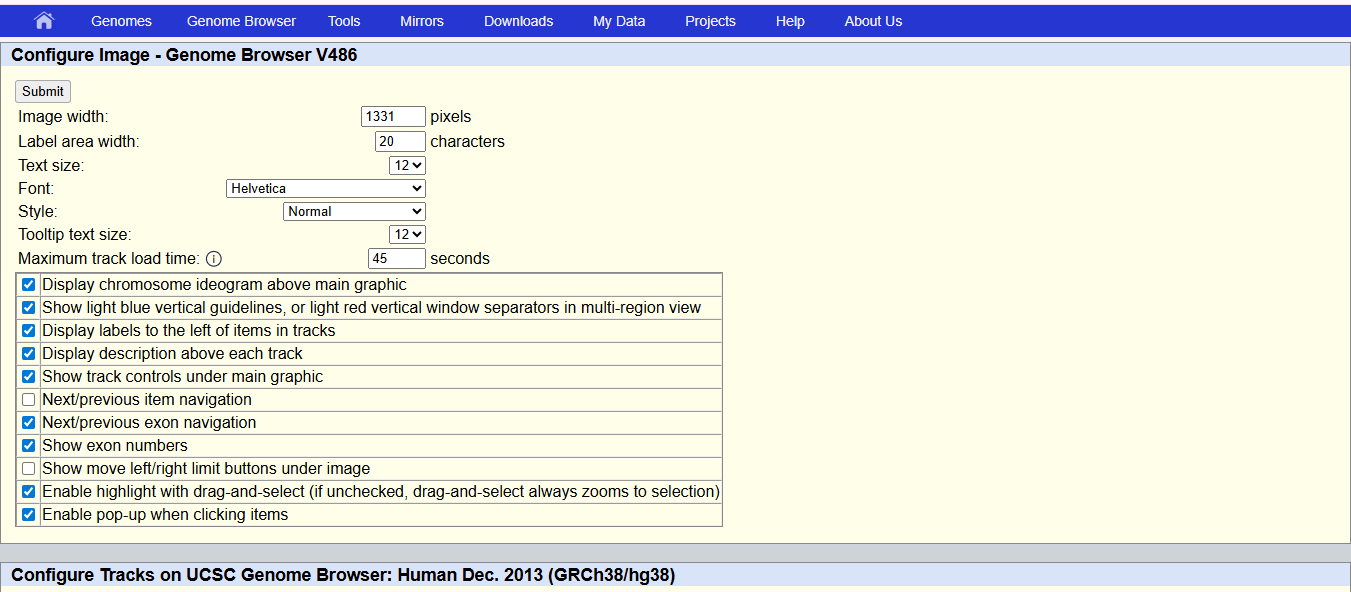 Genomes Genome Browser Tools Mirrors Downloads My Data Projects Help About Us
Configure Image - Genome Browser V486
Submit
Image width: 1331 pixels
Label area width: 20 characters
Text size: 12
Font: Helvetica
Style: Normal
Tooltip text size: 12
Maximum track load time: i 45 seconds
Display chromosome ideogram above main graphic
Show light blue vertical guidelines, or light red vertical window separators in multi-region view
Display labels to the left of items in tracks
Display description above each track
Show track controls under main graphic
Next/previous item navigation
Next/previous exon navigation
Show exon numbers
Show move left/right limit buttons under image
Enable highlight with drag-and-select (if unchecked, drag-and-select always zooms to selection)
Enable pop-up when clicking items
Configure Tracks on UCSC Genome Browser: Human Dec. 2013 (GRCh38/hg38)